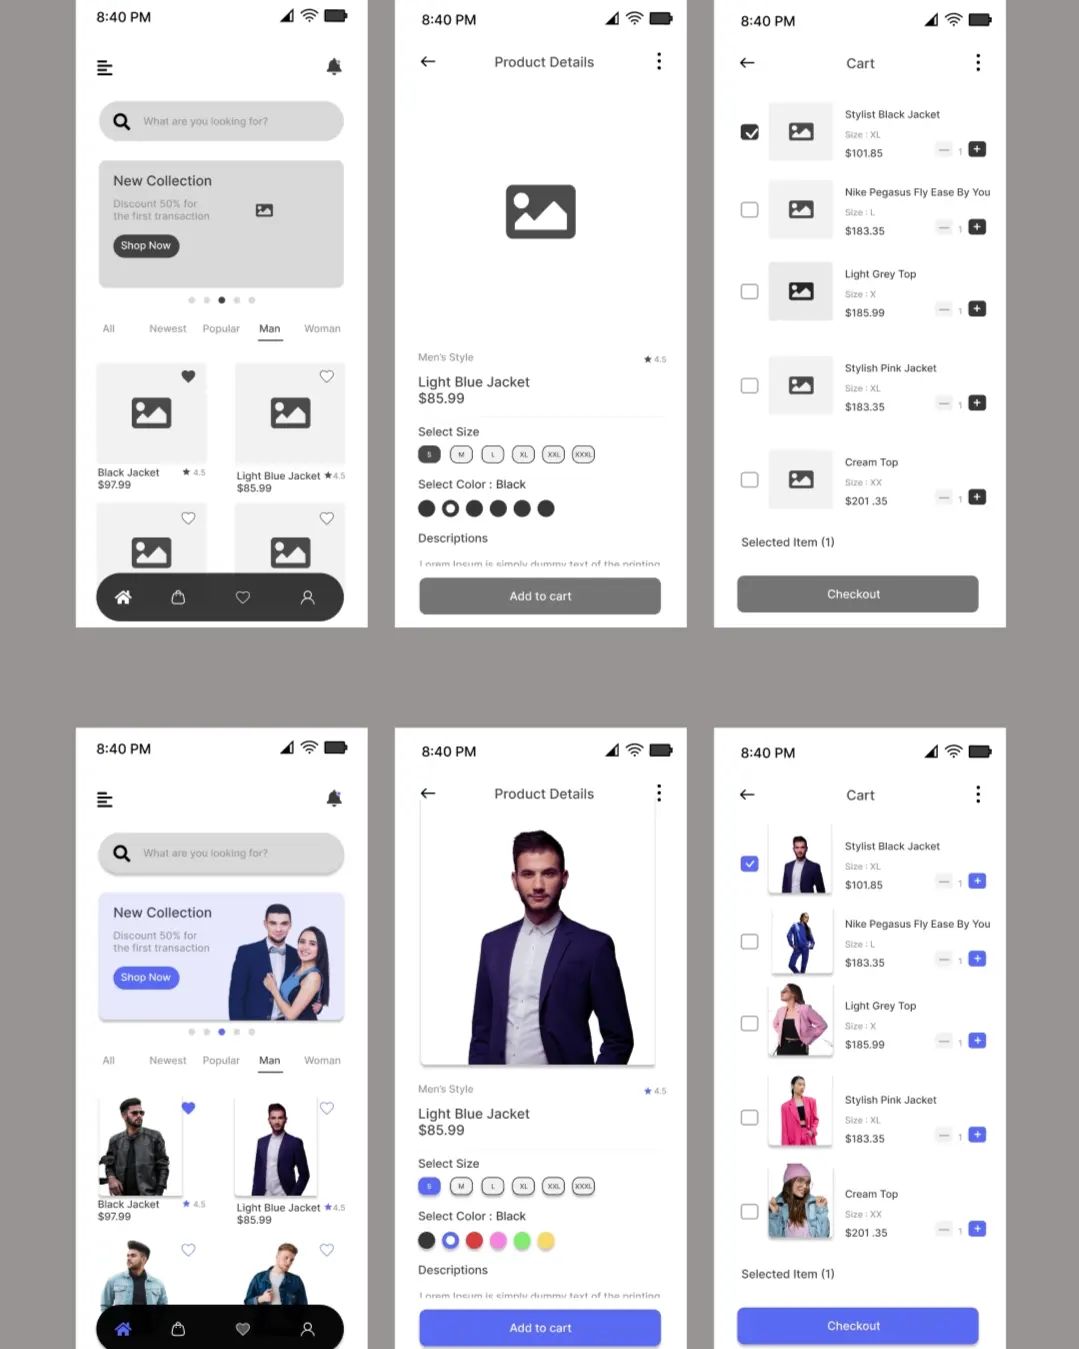 8:40 PM
What are you looking for?
New Collection
Discount 50% for
the first transaction
Shop Now
All Newest Popular Man Woman
Black Jacket 4.5
$97.99
Light Blue Jacket 4.5
$85.99
8:40 PM
Product Details
Men's Style 4.5
Light Blue Jacket
$85.99
Select Size
S M L XL XXL XXXL
Select Color : Black
Descriptions
Lorem Ipsum is simply dummy text of the printing
Add to cart
8:40 PM
Cart
Stylist Black Jacket
Size : XL
$101.85 1
Nike Pegasus Fly Ease By You
Size : L
$183.35 1
Light Grey Top
Size : X
$185.99 1
Stylish Pink Jacket
Size : XL
$183.35 1
Cream Top
Size : XX
$201 .35 1
Selected Item (1)
Checkout
8:40 PM
What are you looking for?
New Collection
Discount 50% for
the first transaction
Shop Now
All Newest Popular Man Woman
Black Jacket 4.5
$97.99
Light Blue Jacket 4.5
$85.99
8:40 PM
Product Details
Men's Style 4.5
Light Blue Jacket
$85.99
Select Size
S M L XL XXL XXXL
Select Color : Black
Descriptions
Lorem Ipsum is simply dummy text of the printing
Add to cart
8:40 PM
Cart
Stylist Black Jacket
Size : XL
$101.85 1
Nike Pegasus Fly Ease By You
Size : L
$183.35 1
Light Grey Top
Size : X
$185.99 1
Stylish Pink Jacket
Size : XL
$183.35 1
Cream Top
Size : XX
$201 .35 1
Selected Item (1)
Checkout